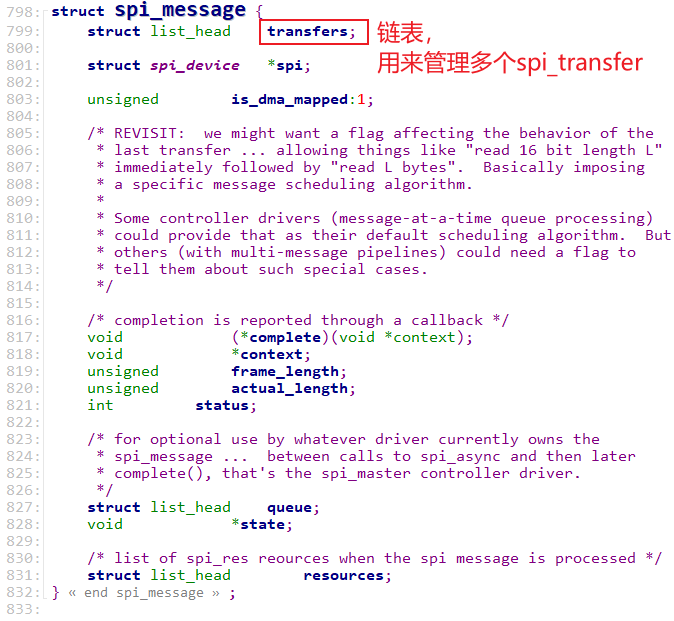 798: struct spi_message {
799: struct list_head transfers; 链表，
用来管理多个spi_transfer
800:
801: struct spi_device *spi;
802:
803: unsigned is_dma_mapped:1;
804:
805: /* REVISIT: we might want a flag affecting the behavior of the
806: * last transfer ... allowing things like "read 16 bit length L"
807: * immediately followed by "read L bytes". Basically imposing
808: * a specific message scheduling algorithm.
809: *
810: * Some controller drivers (message-at-a-time queue processing)
811: * could provide that as their default scheduling algorithm. But
812: * others (with multi-message pipelines) could need a flag to
813: * tell them about such special cases.
814: */
815:
816: /* completion is reported through a callback */
817: void (*complete)(void *context);
818: void *context;
819: unsigned frame_length;
820: unsigned actual_length;
821: int status;
822:
823: /* for optional use by whatever driver currently owns the
824: * spi_message ... between calls to spi_async and then later
825: * complete(), that's the spi_master controller driver.
826: */
827: struct list_head queue;
828: void *state;
829:
830: /* list of spi_res reources when the spi message is processed */
831: struct list_head resources;
832: } « end spi_message » ;
833: